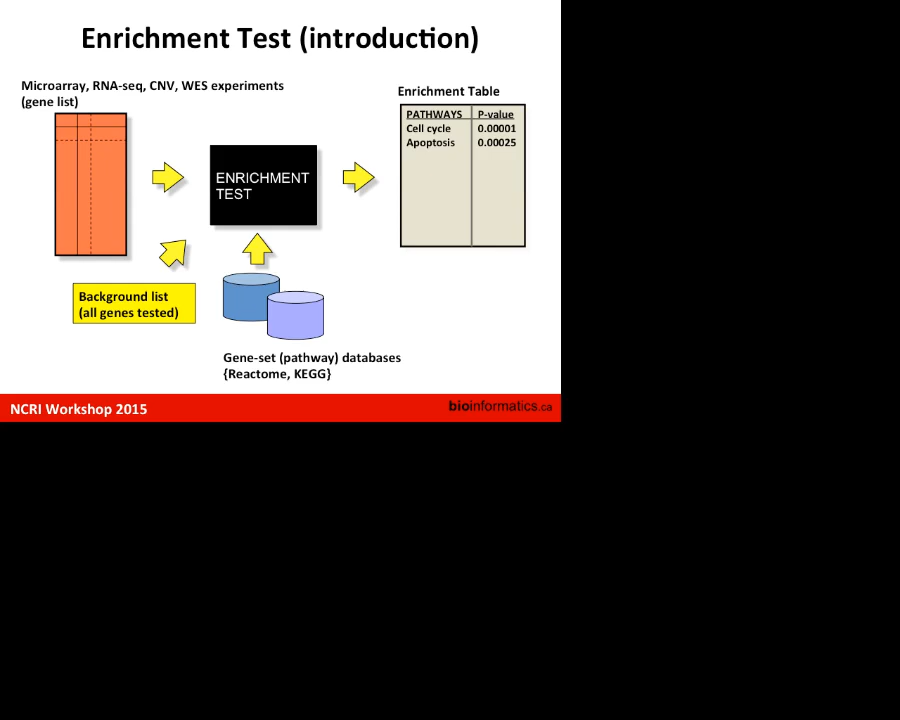 Enrichment Test (introduction)
Microarray, RNA-seq, CNV, WES experiments
(gene list)
Enrichment Table
PATHWAYS P-value
Cell cycle 0.00001
Apoptosis 0.00025
ENRICHMENT
TEST
Background list
(all genes tested)
Gene-set (pathway) databases
{Reactome, KEGG}
NCRI Workshop 2015
bioinformatics.ca